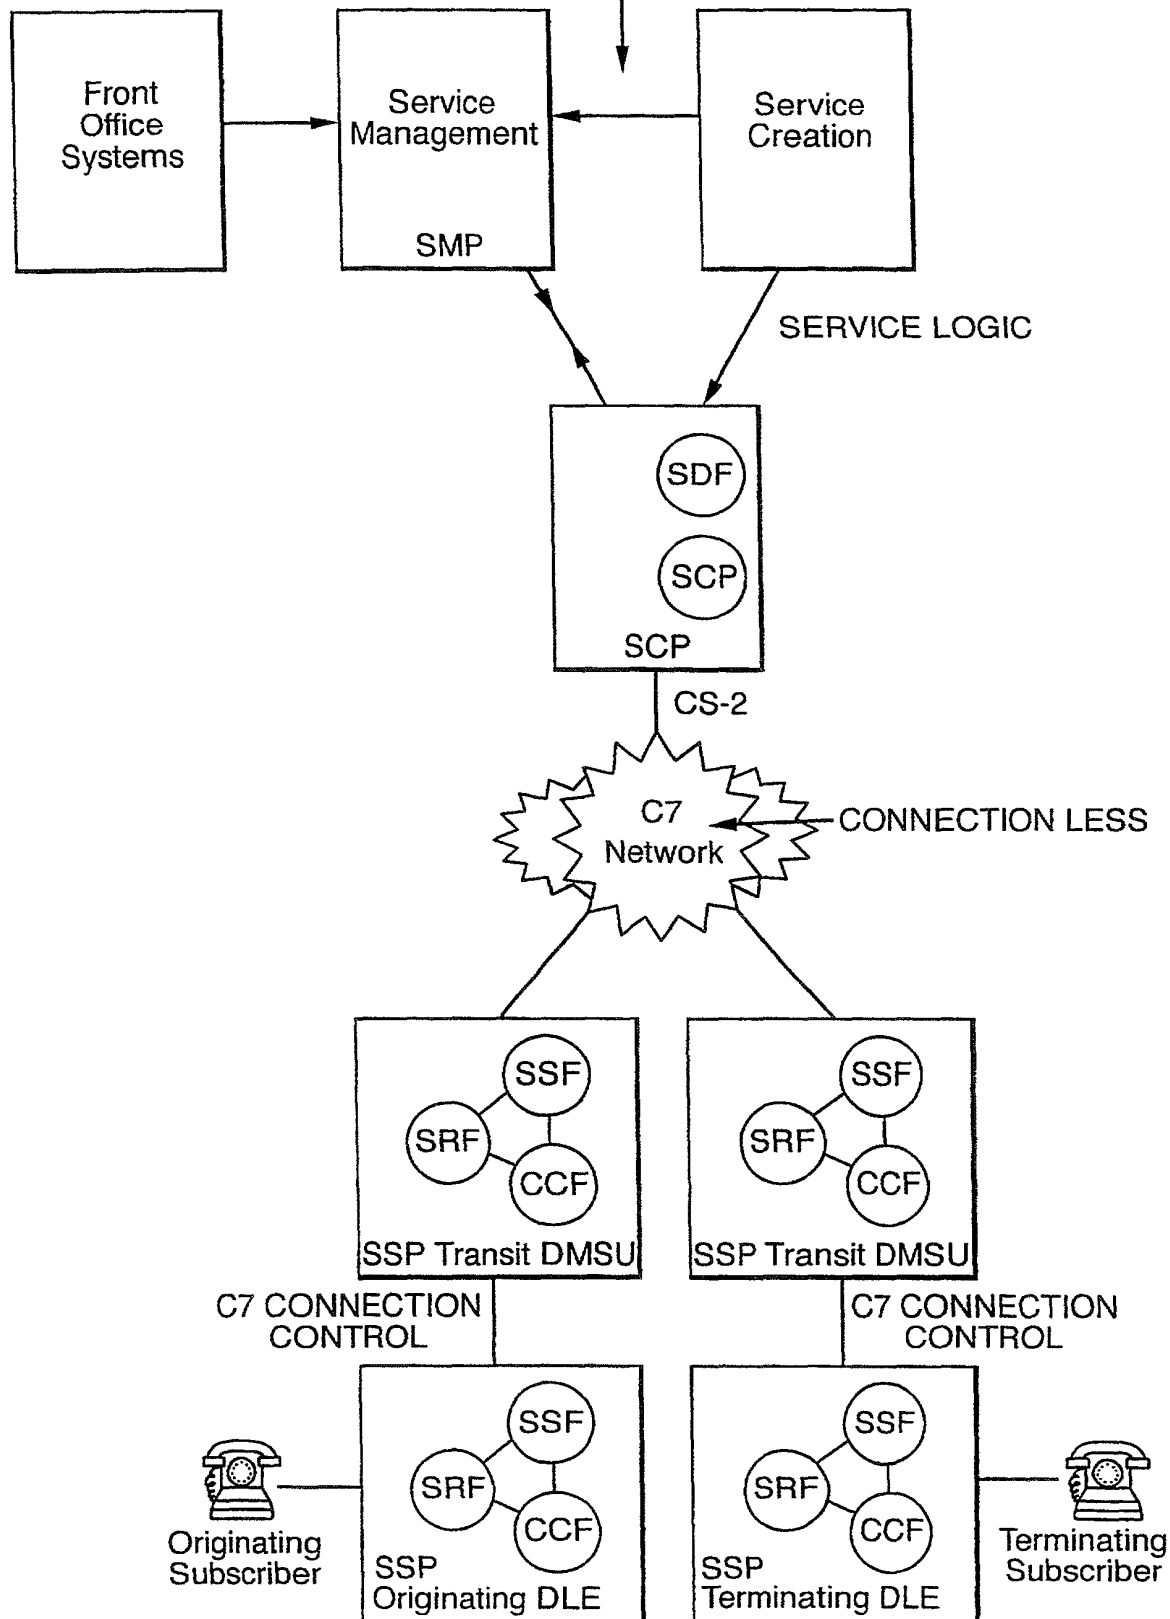 Front
Office
Systems
Service
Management
SMP
Service
Creation
SERVICE LOGIC
SDF
SCP
SCP
CS-2
C7
Network
CONNECTION LESS
SSF
SRF
CCF
SSP Transit DMSU
SSF
SRF
CCF
SSP Transit DMSU
C7 CONNECTION
CONTROL
C7 CONNECTION
CONTROL
SSF
SRF
CCF
SSP
Originating DLE
SSF
SRF
CCF
SSP
Terminating DLE
Originating
Subscriber
Terminating
Subscriber